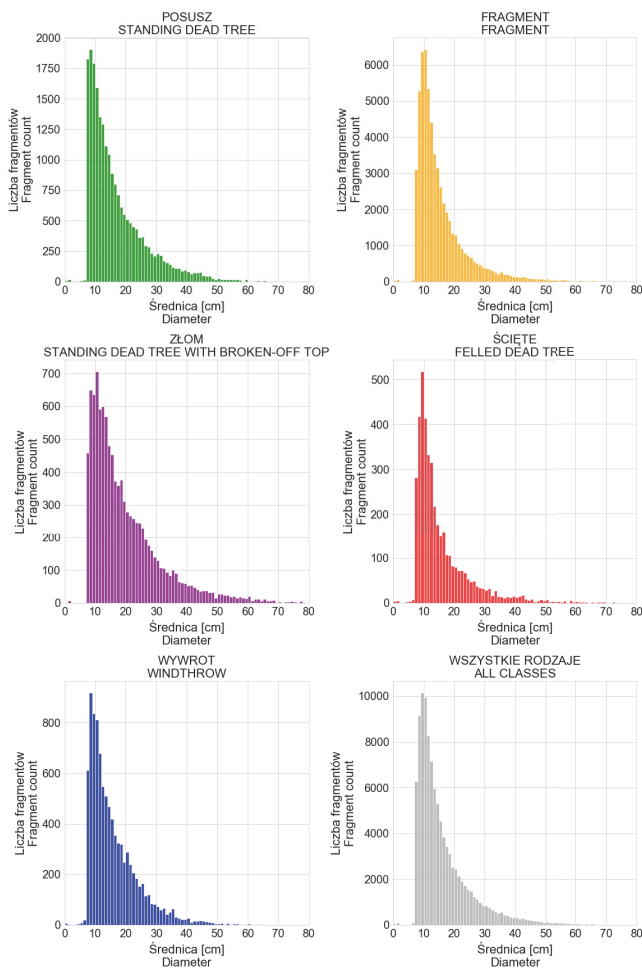 POSUSZ
STANDING DEAD TREE
2000
1750
1500
1250
1000
750
500
250
0
Liczba fragmentów
Fragment count
0 10 20 30 40 50 60 70 80
Średnica [cm]
Diameter
FRAGMENT
FRAGMENT
6000
5000
4000
3000
2000
1000
0
Liczba fragmentów
Fragment count
0 10 20 30 40 50 60 70 80
Średnica [cm]
Diameter
ZŁOM
STANDING DEAD TREE WITH BROKEN-OFF TOP
700
600
500
400
300
200
100
0
Liczba fragmentów
Fragment count
0 10 20 30 40 50 60 70 80
Średnica [cm]
Diameter
ŚCIĘTE
FELLED DEAD TREE
500
400
300
200
100
0
Liczba fragmentów
Fragment count
0 10 20 30 40 50 60 70 80
Średnica [cm]
Diameter
WYWROT
WINDTHROW
800
600
400
200
0
Liczba fragmentów
Fragment count
0 10 20 30 40 50 60 70 80
Średnica [cm]
Diameter
WSZYSTKIE RODZAJE
ALL CLASSES
10000
8000
6000
4000
2000
0
Liczba fragmentów
Fragment count
0 10 20 30 40 50 60 70 80
Średnica [cm]
Diameter